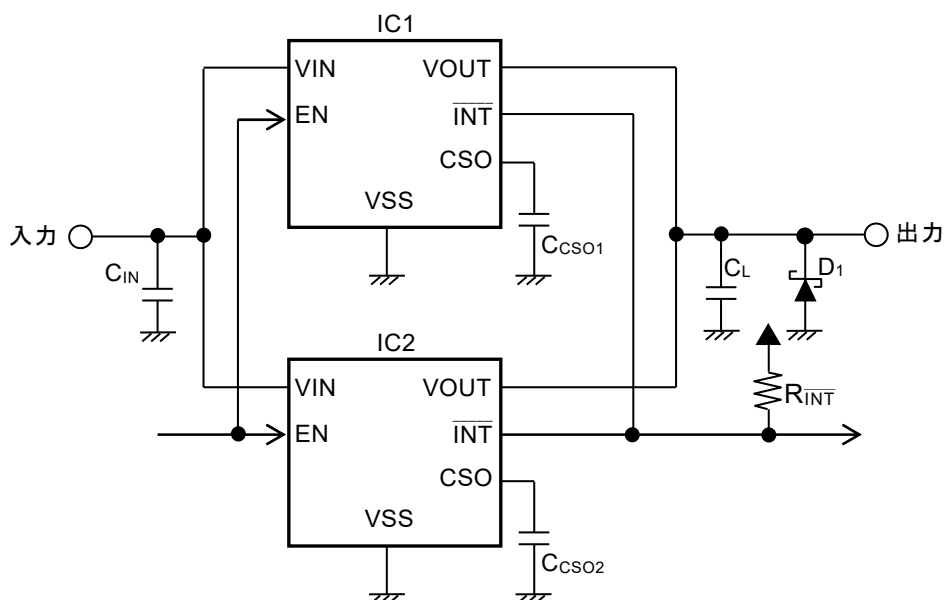 IC1
VIN
VOUT
EN
INT
CSO
VSS
入力
出力
CIN
CCSO1
CL
D1
IC2
VIN
VOUT
RINT
EN
INT
CSO
VSS
CCSO2